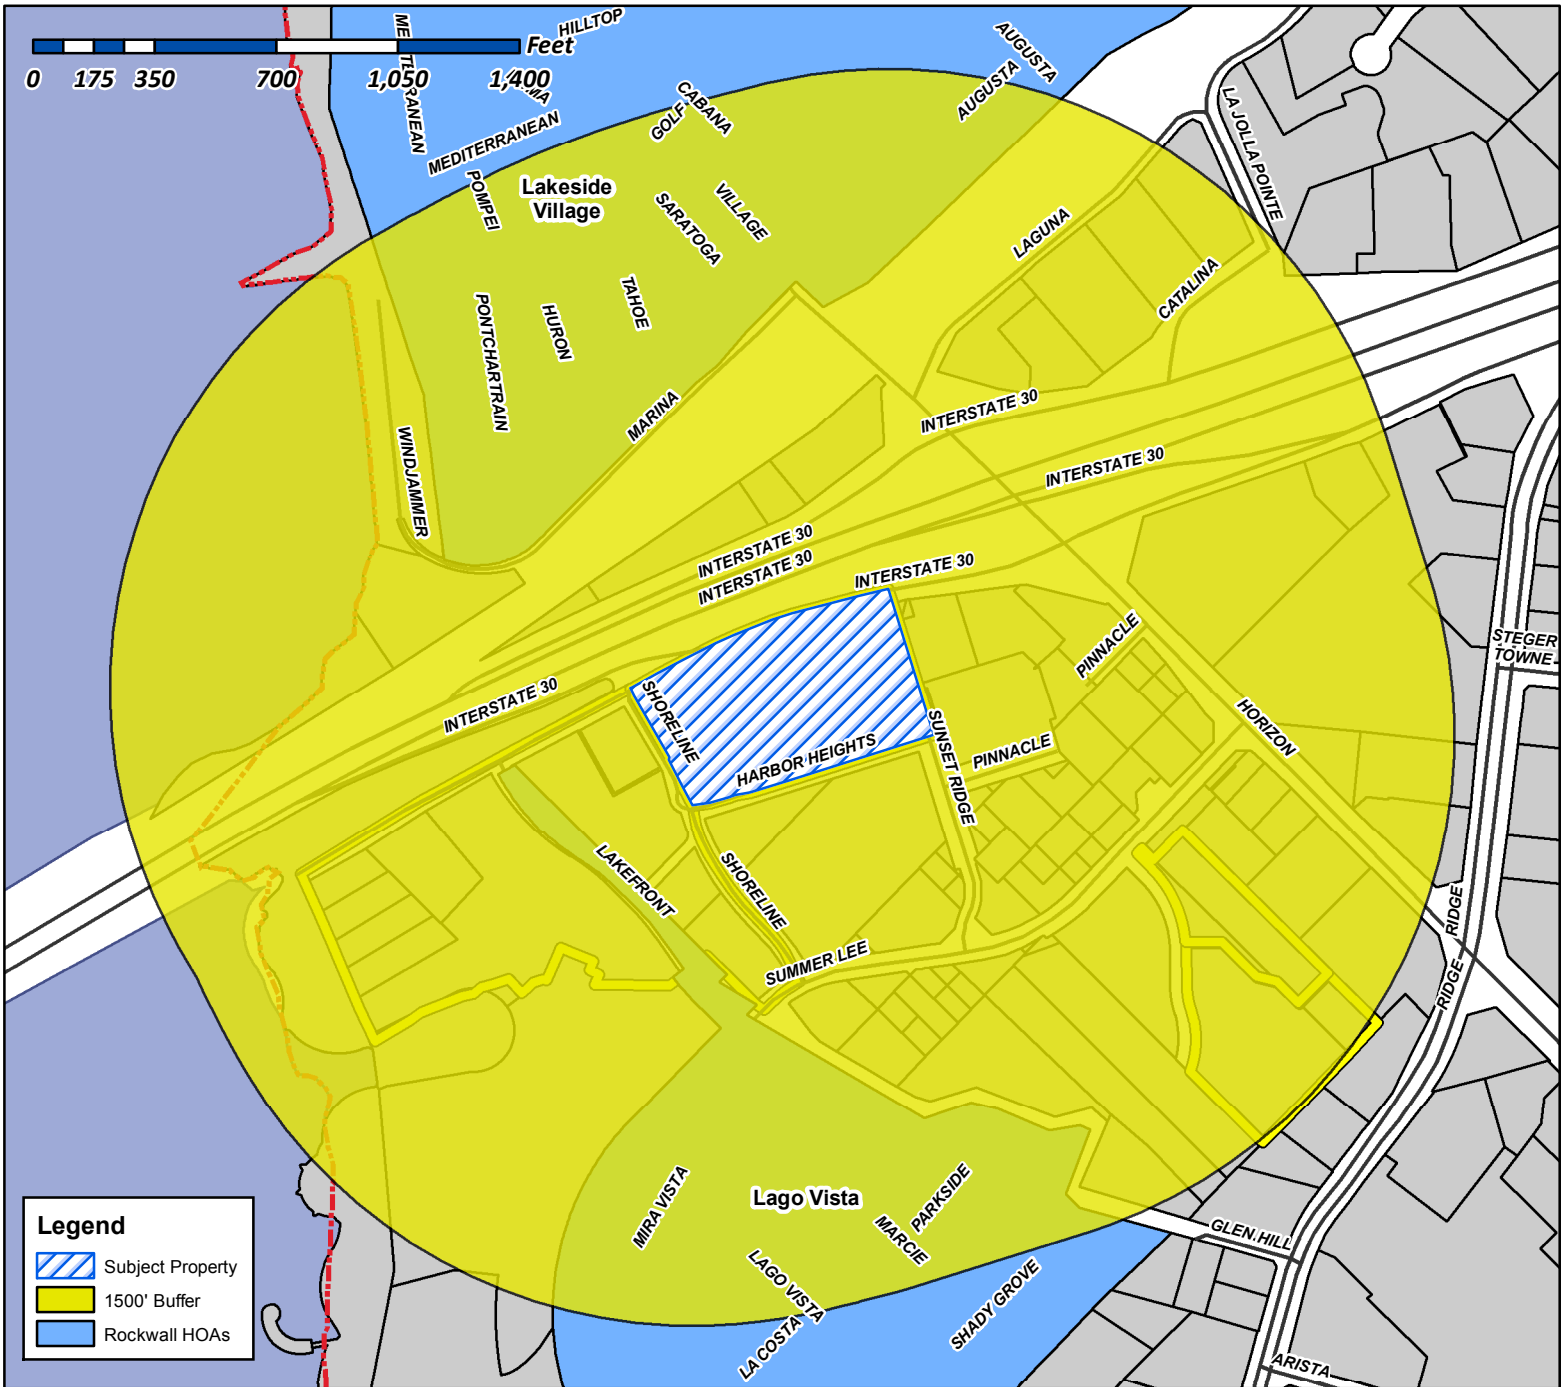 Feet
0 175 350 700 1,050 1,400
MEDITERRANEAN
HILLTOP
AUGUSTA
AUGUSTA
MEDITERRANEAN
GOLF
CABANA
POMPEI
Lakeside
Village
SARATOGA
VILLAGE
LA JOLLA POINTE
LAGUNA
CATALINA
PONTCHARTRAIN
HURON
TAHOE
MARINA
WINDJAMMER
INTERSTATE 30
INTERSTATE 30
INTERSTATE 30
INTERSTATE 30
INTERSTATE 30
INTERSTATE 30
PINNACLE
STEGER
TOWNE
SHORELINE
HARBOR HEIGHTS
SUNSET RIDGE
PINNACLE
HORIZON
LAKEFRONT
SHORELINE
SUMMER LEE
RIDGE
RIDGE
MIRA VISTA
Lago Vista
PARKSIDE
MARCIE
GLEN HILL
LAGO VISTA
LA COSTA
SHADY GROVE
ARISTA
Legend
Subject Property
1500' Buffer
Rockwall HOAs